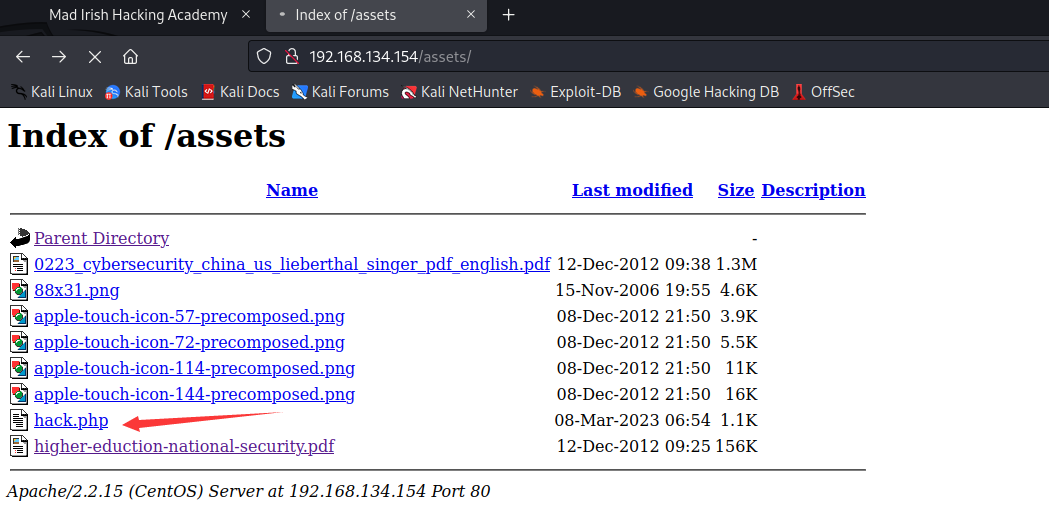 Mad Irish Hacking Academy × Index of /assets × +
192.168.134.154/assets/
Kali Linux Kali Tools Kali Docs Kali Forums Kali NetHunter Exploit-DB Google Hacking DB OffSec
Index of /assets
Name Last modified Size Description
Parent Directory -
0223_cybersecurity_china_us_lieberthal_singer_pdf_english.pdf 12-Dec-2012 09:38 1.3M
88x31.png 15-Nov-2006 19:55 4.6K
apple-touch-icon-57-precomposed.png 08-Dec-2012 21:50 3.9K
apple-touch-icon-72-precomposed.png 08-Dec-2012 21:50 5.5K
apple-touch-icon-114-precomposed.png 08-Dec-2012 21:50 11K
apple-touch-icon-144-precomposed.png 08-Dec-2012 21:50 16K
hack.php 08-Mar-2023 06:54 1.1K
higher-eduction-national-security.pdf 12-Dec-2012 09:25 156K
Apache/2.2.15 (CentOS) Server at 192.168.134.154 Port 80